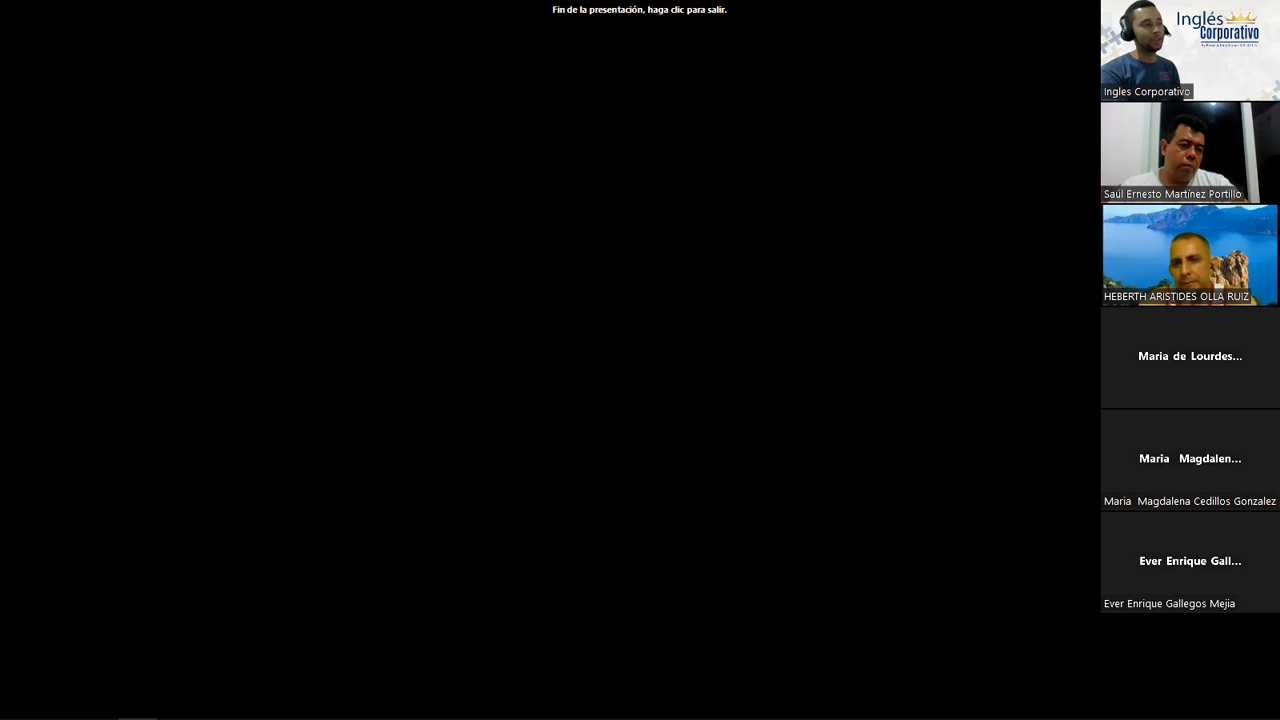 Fin de la presentación, haga clic para salir.
Inglés
Corporativo
Ingles Corporativo
Saúl Ernesto Martínez Portillo
HEBERTH ARISTIDES OLLA RUIZ
Maria de Lourdes...
Maria Magdalen...
Maria Magdalena Cedillos Gonzalez
Ever Enrique Gall...
Ever Enrique Gallegos Mejia